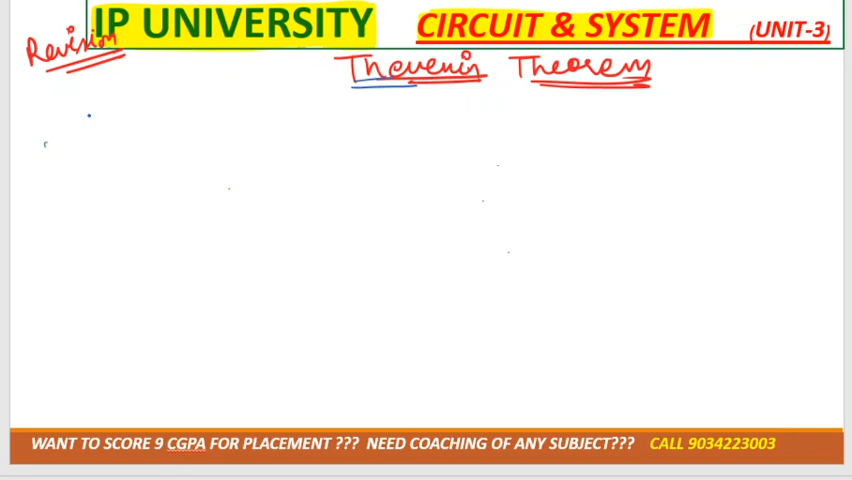 IP UNIVERSITY CIRCUIT & SYSTEM (UNIT-3)
Revision
Thevenin Theorem
WANT TO SCORE 9 CGPA FOR PLACEMENT ??? NEED COACHING OF ANY SUBJECT??? CALL 9034223003